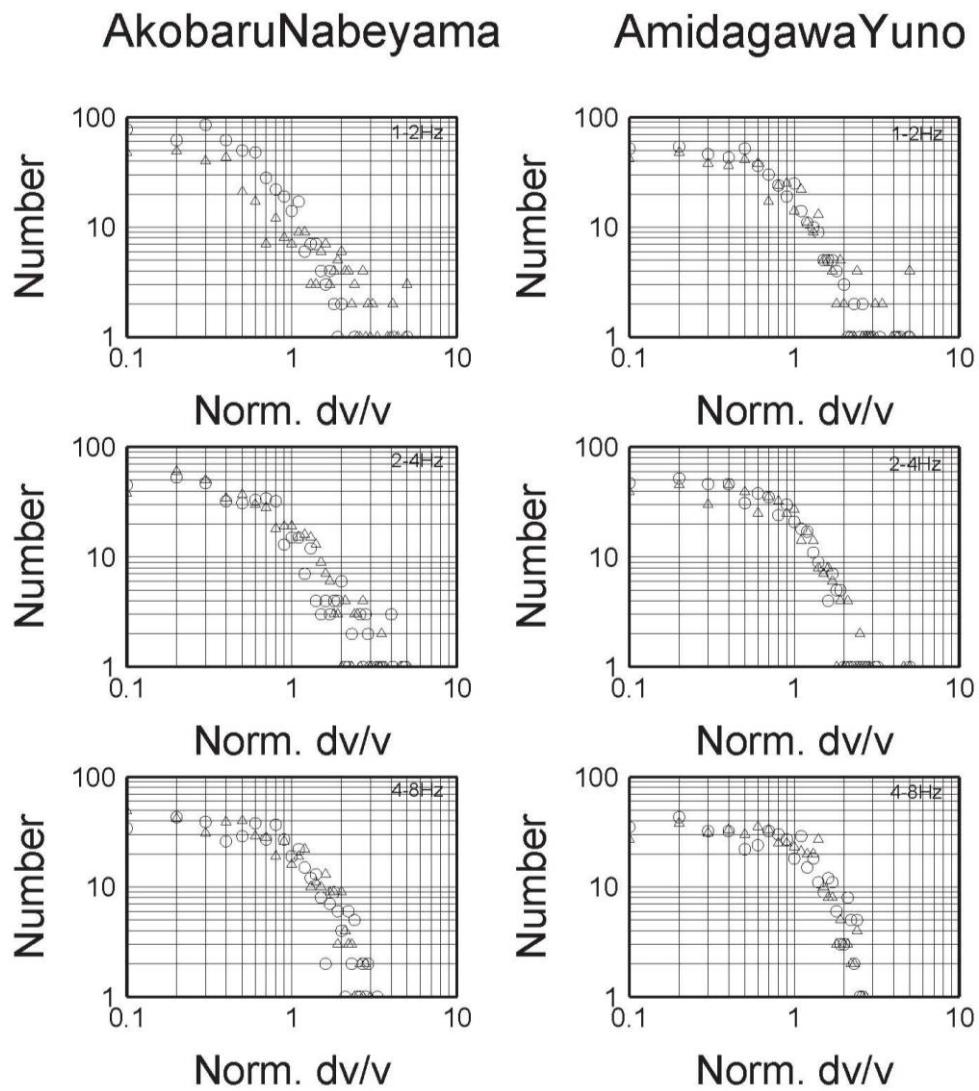 AkobaruNabeyama AmidagawaYuno
100 1-2Hz 100 1-2Hz
Number Number
10 10
1 1
0.1 1 10 0.1 1 10
Norm. dv/v Norm. dv/v
100 2-4Hz 100 2-4Hz
Number Number
10 10
1 1
0.1 1 10 0.1 1 10
Norm. dv/v Norm. dv/v
100 4-8Hz 100 4-8Hz
Number Number
10 10
1 1
0.1 1 10 0.1 1 10
Norm. dv/v Norm. dv/v